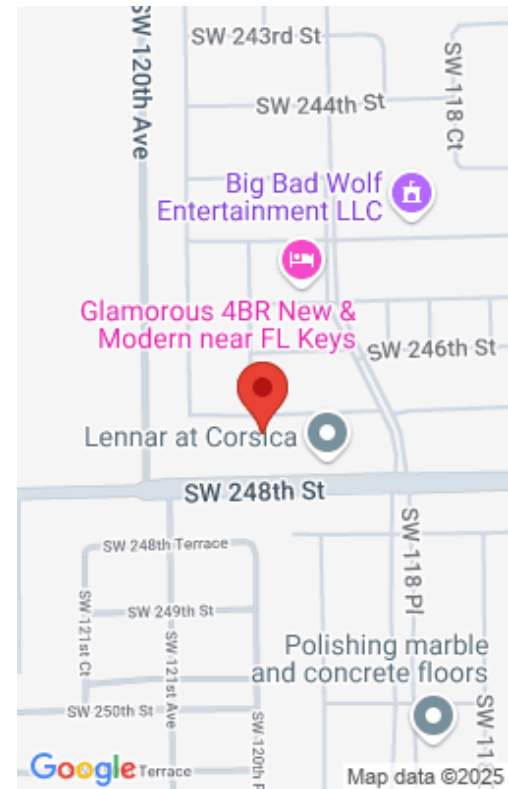 SW 243rd St
SW 120th Ave
SW 118 Ct
SW 244th St
Big Bad Wolf
Entertainment LLC
Glamorous 4BR New &
Modern near FL Keys
SW 246th St
Lennar at Corsica
SW 248th St
SW 118 Pl
SW 248th Terrace
SW 121st Ct
SW 249th St
SW 121st Ave
Polishing marble
and concrete floors
SW 250th St
SW 120th P
SW 118
Google
Terrace
Map data ©2025